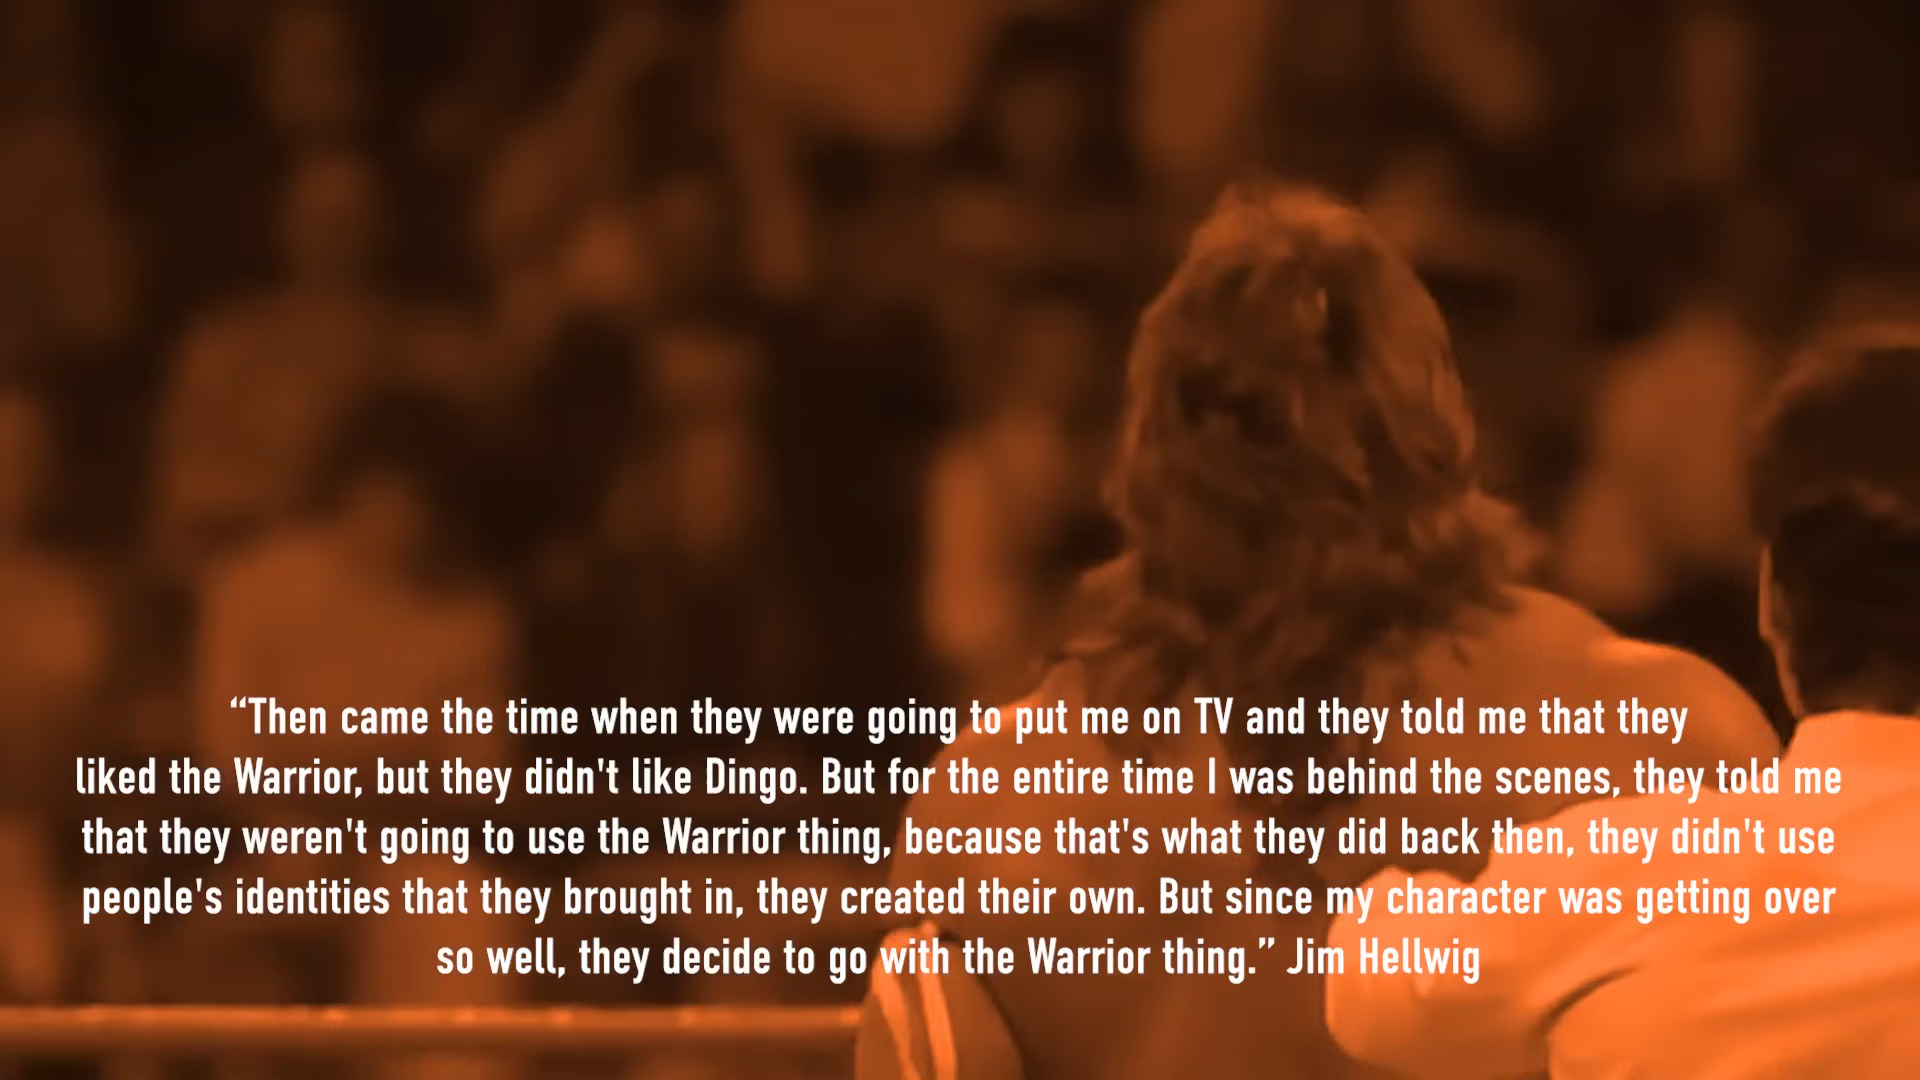 “Then came the time when they were going to put me on TV and they told me that they
liked the Warrior, but they didn't like Dingo. But for the entire time I was behind the scenes, they told me
that they weren't going to use the Warrior thing, because that's what they did back then, they didn't use
people's identities that they brought in, they created their own. But since my character was getting over
so well, they decide to go with the Warrior thing.” Jim Hellwig